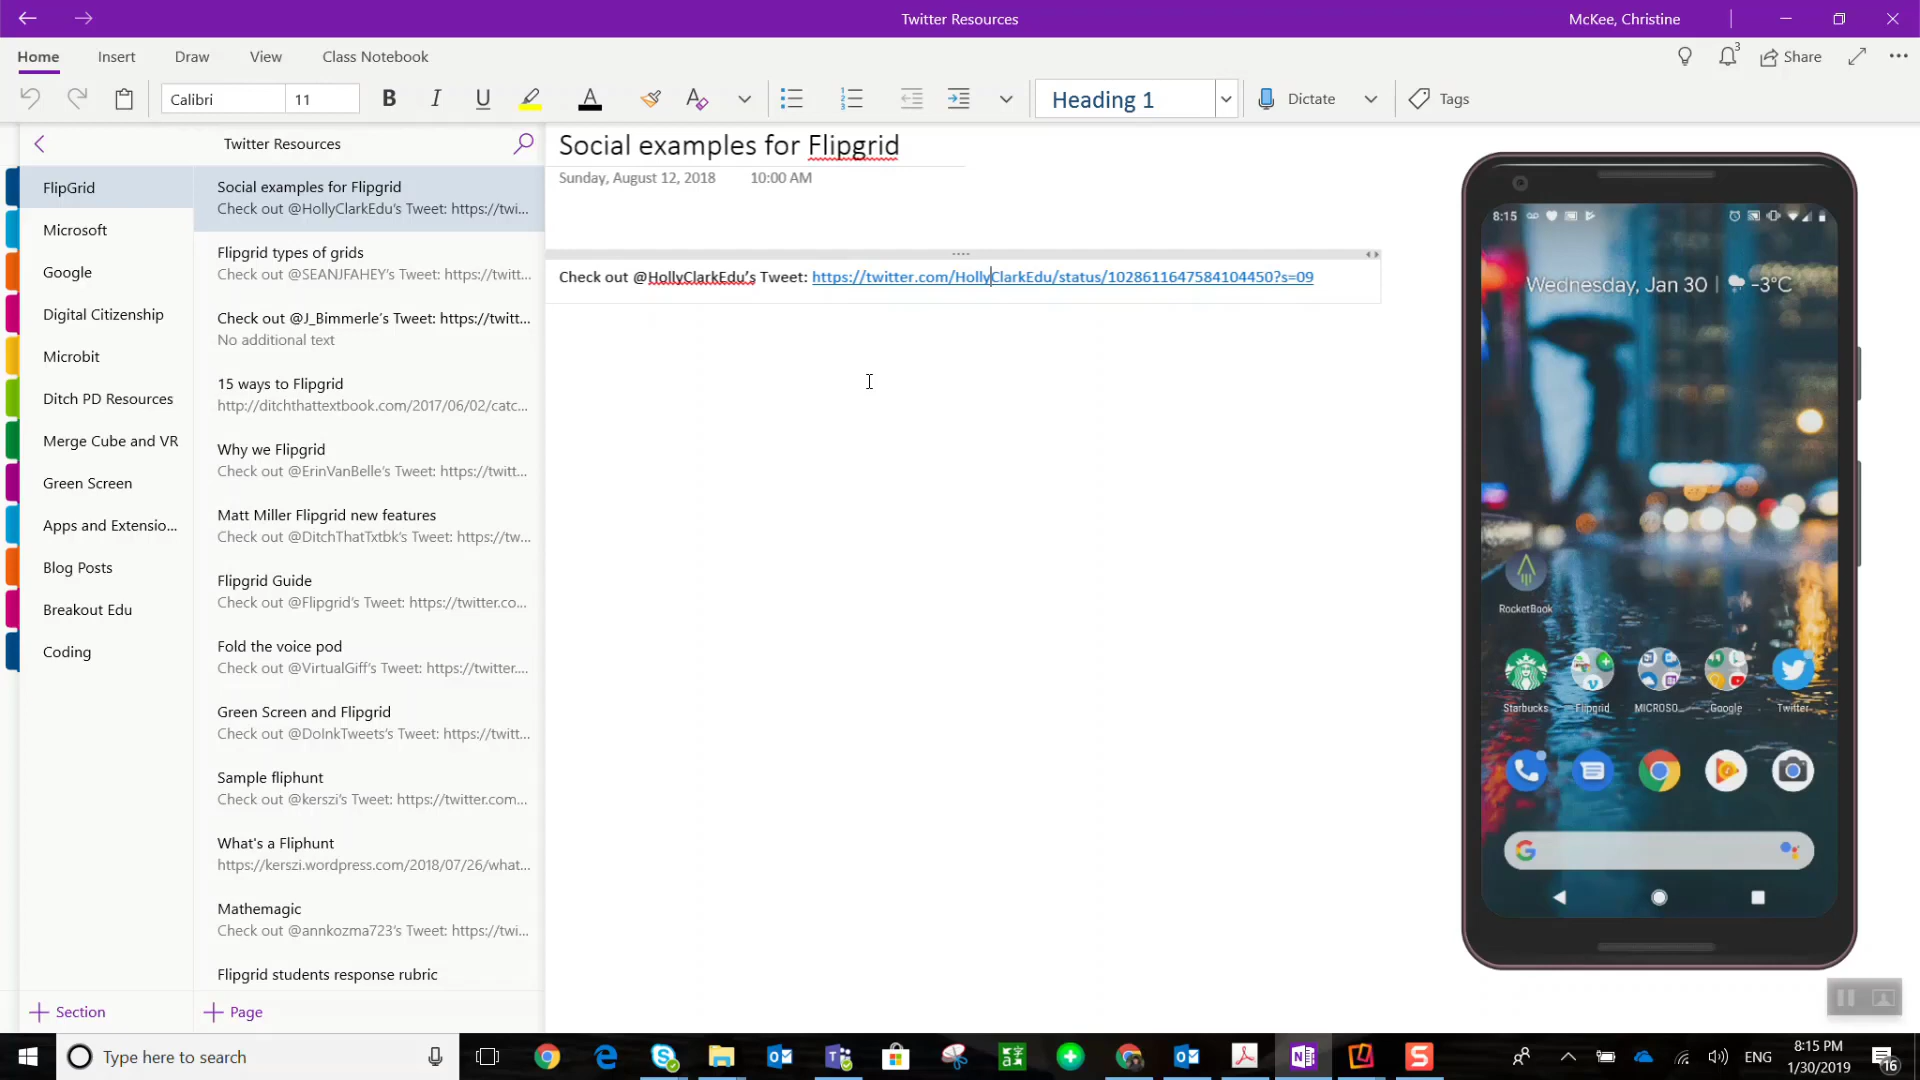 Twitter Resources
McKee, Christine
Home Insert Draw View Class Notebook
3
Share
Calibri 11 B I U A Heading 1 Dictate Tags
Twitter Resources
FlipGrid
Microsoft
Google
Digital Citizenship
Microbit
Ditch PD Resources
Merge Cube and VR
Green Screen
Apps and Extensio...
Blog Posts
Breakout Edu
Coding
Section
Social examples for Flipgrid
Check out @HollyClarkEdu's Tweet: https://twi...
Flipgrid types of grids
Check out @SEANJFAHEY's Tweet: https://twitt...
Check out @J_Bimmerle's Tweet: https://twitt...
No additional text
15 ways to Flipgrid
http://ditchthattextbook.com/2017/06/02/catc...
Why we Flipgrid
Check out @ErinVanBelle's Tweet: https://twitt...
Matt Miller Flipgrid new features
Check out @DitchThatTxtbk's Tweet: https://tw...
Flipgrid Guide
Check out @Flipgrid's Tweet: https://twitter.co...
Fold the voice pod
Check out @VirtualGiff's Tweet: https://twitter....
Green Screen and Flipgrid
Check out @DoInkTweets's Tweet: https://twitt...
Sample fliphunt
Check out @kerszi's Tweet: https://twitter.com...
What's a Fliphunt
https://kerszi.wordpress.com/2018/07/26/what...
Mathemagic
Check out @annkozma723's Tweet: https://twi...
Flipgrid students response rubric
Page
Social examples for Flipgrid
Sunday, August 12, 2018 10:00 AM
Check out @HollyClarkEdu's Tweet: https://twitter.com/HollyClarkEdu/status/1028611647584104450?s=09
8:15
Wednesday, Jan 30 | -3°C
RocketBook
Starbucks Flipgrid MICROSO... Google Twitter
Type here to search
ENG
8:15 PM
1/30/2019
16